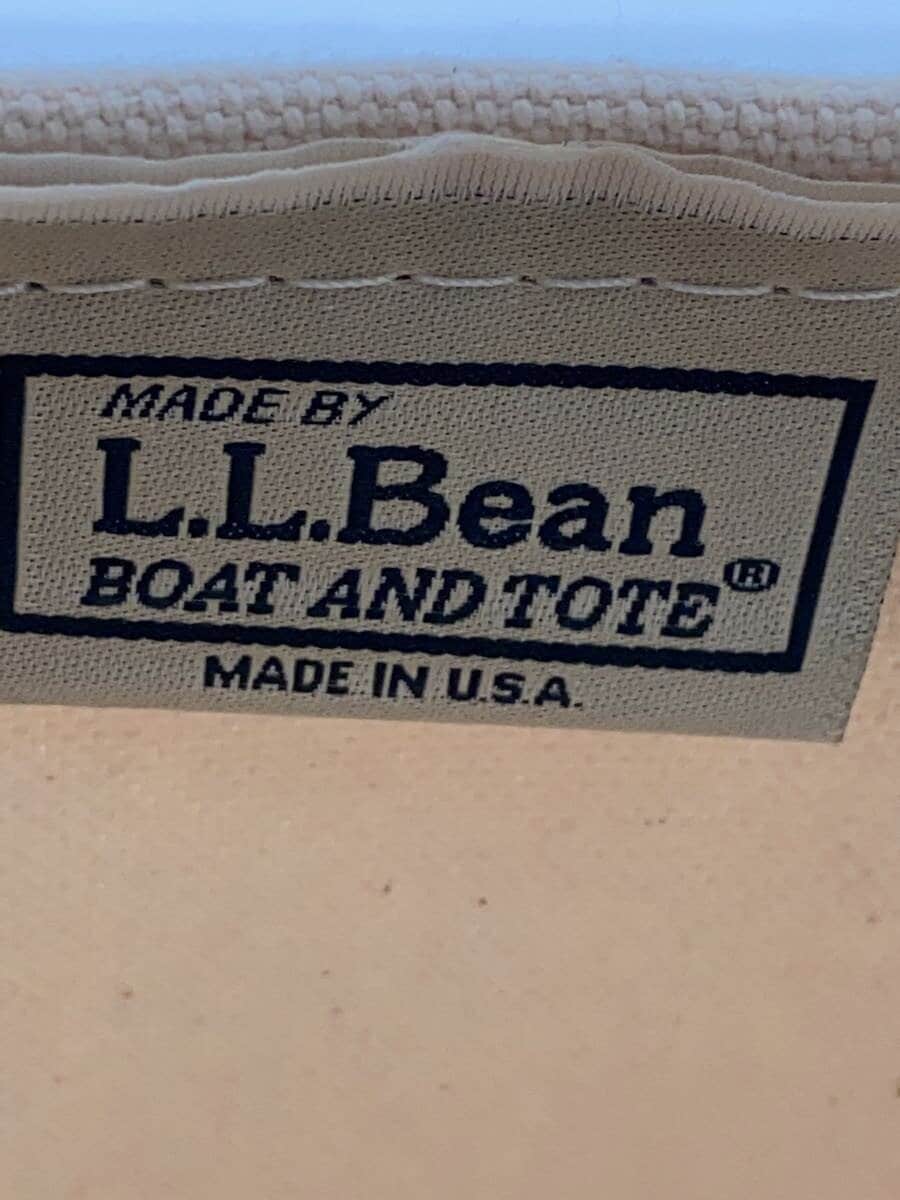 MADE BY
L.L.Bean
BOAT AND TOTE®
MADE IN U.S.A.